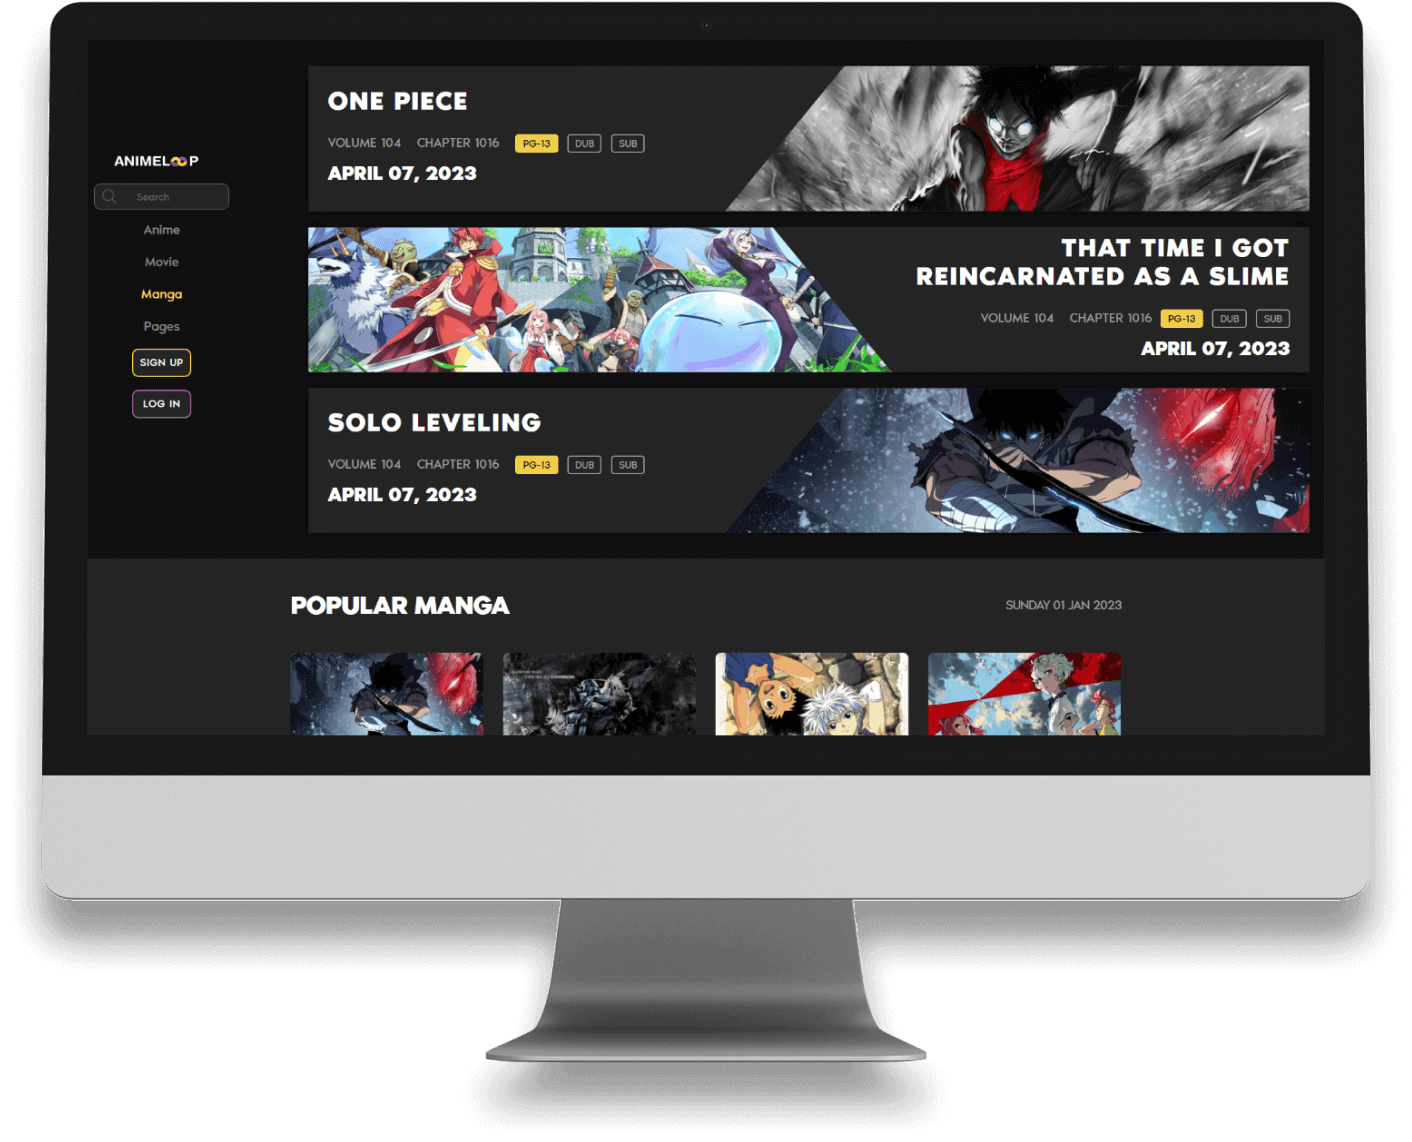 ANIMELOOP
Search
Anime
Movie
Manga
Pages
SIGN UP
LOG IN
ONE PIECE
VOLUME 104 CHAPTER 1016 PG-13 DUB SUB
APRIL 07, 2023
THAT TIME I GOT
REINCARNATED AS A SLIME
VOLUME 104 CHAPTER 1016 PG-13 DUB SUB
APRIL 07, 2023
SOLO LEVELING
VOLUME 104 CHAPTER 1016 PG-13 DUB SUB
APRIL 07, 2023
POPULAR MANGA
SUNDAY 01 JAN 2023